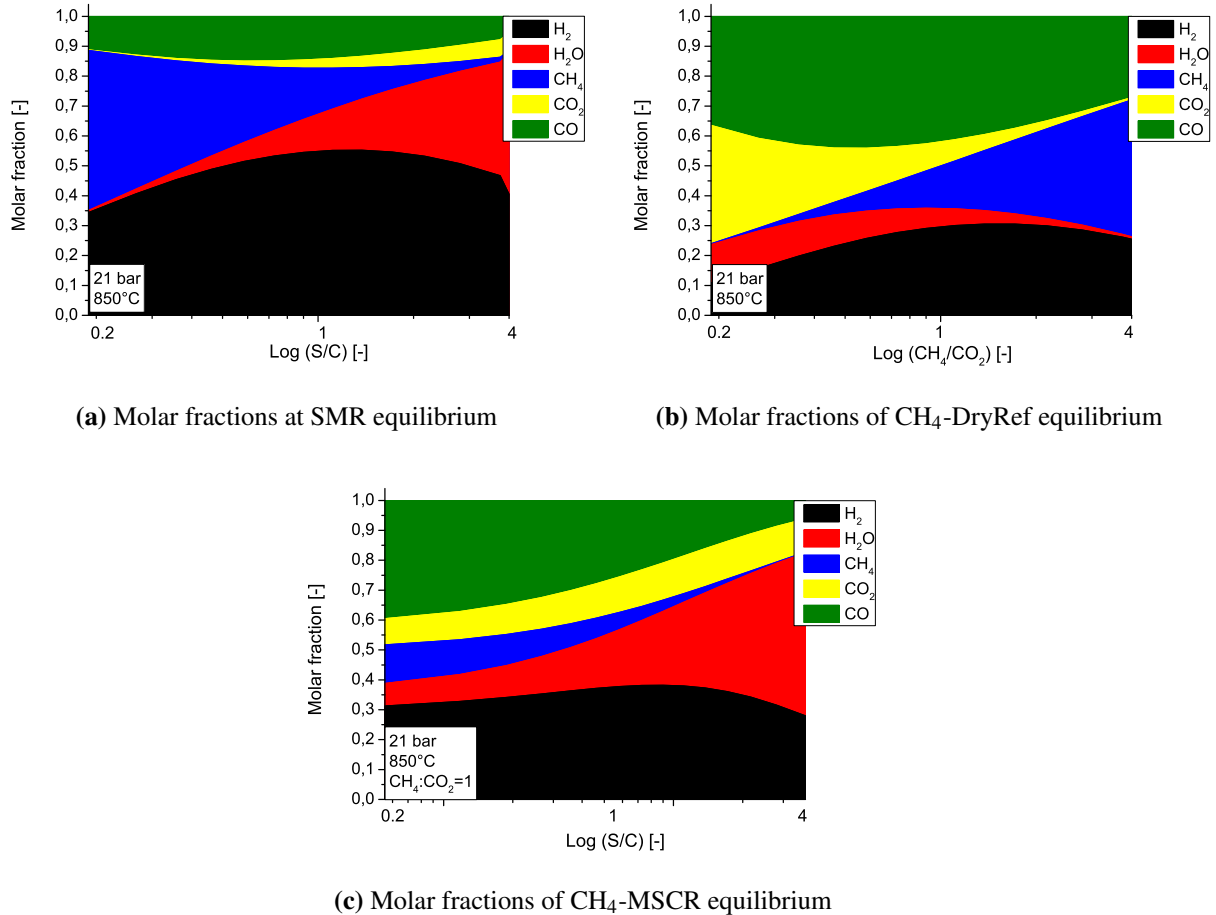 1,0
0,9
0,8
0,7
0,6
0,5
0,4
0,3
0,2
0,1
0,0
Molar fraction [-]
21 bar
850°C
0.2
1
4
Log (S/C) [-]
H₂
H₂O
CH₄
CO₂
CO
(a) Molar fractions at SMR equilibrium
1,0
0,9
0,8
0,7
0,6
0,5
0,4
0,3
0,2
0,1
0,0
Molar fraction [-]
21 bar
850°C
0.2
1
4
Log (CH₄/CO₂) [-]
H₂
H₂O
CH₄
CO₂
CO
(b) Molar fractions of CH₄-DryRef equilibrium
1,0
0,9
0,8
0,7
0,6
0,5
0,4
0,3
0,2
0,1
0,0
Molar fraction [-]
21 bar
850°C
CH₄:CO₂=1
0.2
1
4
Log (S/C) [-]
H₂
H₂O
CH₄
CO₂
CO
(c) Molar fractions of CH₄-MSCR equilibrium